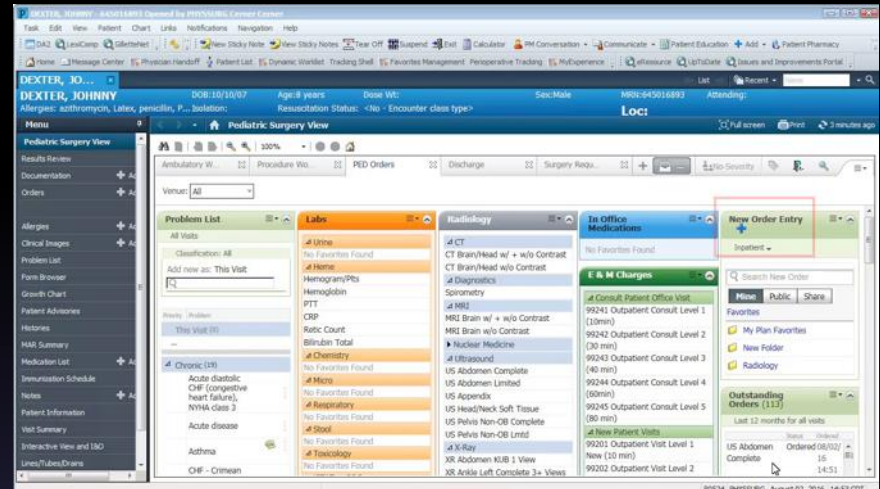 DEXTER, JOHNNY - 645016893 Opened by PHYSSURG Cerner Cerner
Task Edit View Patient Chart Links Notifications Navigation Help
DA2 LexiComp GilletteNet New Sticky Note View Sticky Notes Tear Off Suspend Exit Calculator PM Conversation Communicate Patient Education Add Patient Pharmacy
Home Message Center Physician Handoff Patient List Dynamic Worklist Tracking Shell Favorites Management Perioperative Tracking MyExperience eResource UpToDate Issues and Improvements Portal
DEXTER, JO...
List Recent
DEXTER, JOHNNY DOB:10/10/07 Age:8 years Dose Wt: Sex:Male MRN:645016893 Attending:
Allergies: azithromycin, Latex, penicillin, P... Isolation: Resuscitation Status: <No - Encounter class type> Loc:
Menu
Pediatric Surgery View
Full screen Print 3 minutes ago
Pediatric Surgery View
Results Review
Documentation
Orders
Allergies
Clinical Images
Problem List
Form Browser
Growth Chart
Patient Advisories
Histories
MAR Summary
Medication List
Immunization Schedule
Notes
Patient Information
Visit Summary
Interactive View and I&O
Lines/Tubes/Drains
100%
Ambulatory W... Procedure Wo... PED Orders Discharge Surgery Requ... No Severity
Venue: All
Problem List
All Visits
Classification: All
Add new as: This Visit
Priority Problem
This Visit (0)
Chronic (19)
Acute diastolic
CHF (congestive
heart failure),
NYHA class 3
Acute disease
Asthma
CHF - Crimean
Labs
Urine
No Favorites Found
Heme
Hemogram/Plts
Hemoglobin
PTT
CRP
Retic Count
Bilirubin Total
Chemistry
No Favorites Found
Micro
No Favorites Found
Respiratory
No Favorites Found
Stool
No Favorites Found
Toxicology
No Favorites Found
Radiology
CT
CT Brain/Head w/ + w/o Contrast
CT Brain/Head w/o Contrast
Diagnostics
Spirometry
MRI
MRI Brain w/ + w/o Contrast
MRI Brain w/o Contrast
Nuclear Medicine
Ultrasound
US Abdomen Complete
US Abdomen Limited
US Appendix
US Head/Neck Soft Tissue
US Pelvis Non-OB Complete
US Pelvis Non-OB Lmtd
X-Ray
XR Abdomen KUB 1 View
XR Ankle Left Complete 3+ Views
In Office
Medications
No Favorites Found
E & M Charges
Consult Patient Office Visit
99241 Outpatient Consult Level 1
(10min)
99242 Outpatient Consult Level 2
(30 min)
99243 Outpatient Consult Level 3
(40 min)
99244 Outpatient Consult Level 4
(60min)
99245 Outpatient Consult Level 5
(80 min)
New Patient Visits
99201 Outpatient Visit Level 1
New (10 min)
99202 Outpatient Visit Level 2
New Order Entry
Inpatient
Search New Order
Mine Public Share
Favorites
My Plan Favorites
New Folder
Radiology
Outstanding
Orders (113)
Last 12 months for all visits
Status Ordered
US Abdomen Ordered 08/02/
Complete 16
14:51
PHYSSURG August 02, 2016 14:53 CDT